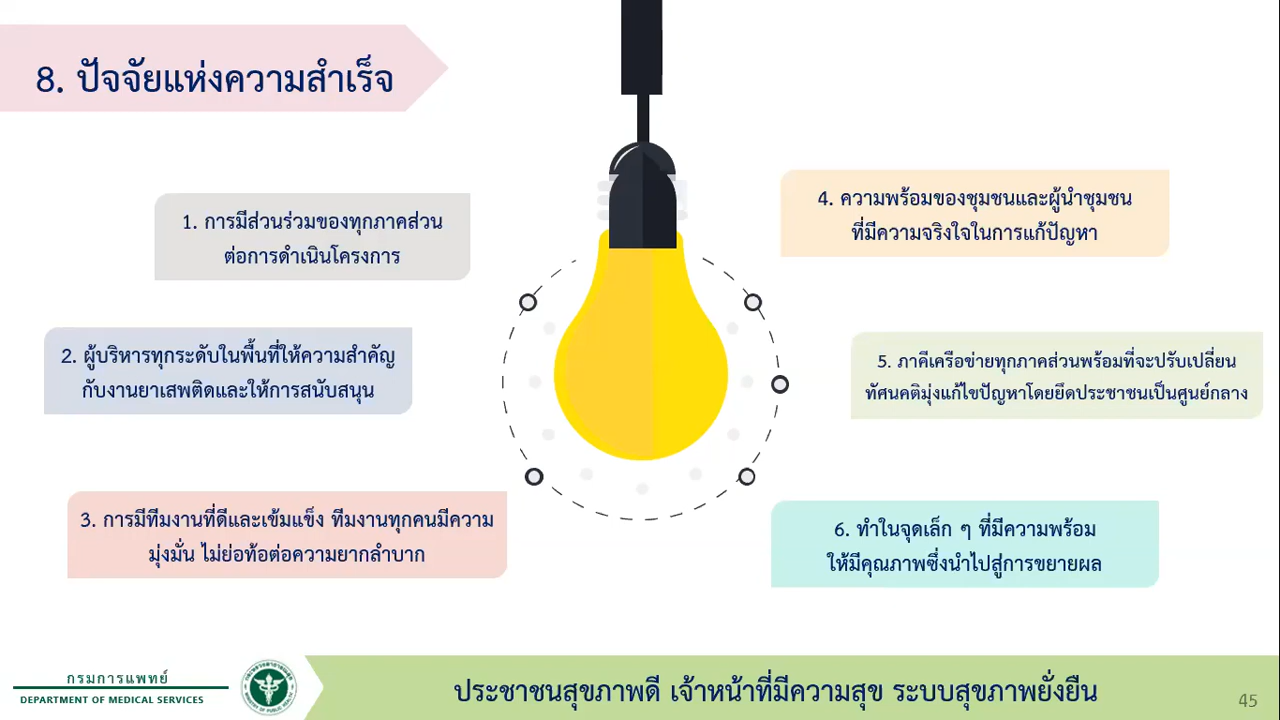 8. ปัจจัยแห่งความสำเร็จ
1. การมีส่วนร่วมของทุกภาคส่วน
ต่อการดำเนินโครงการ
2. ผู้บริหารทุกระดับในพื้นที่ให้ความสำคัญ
กับงานยาเสพติดและให้การสนับสนุน
3. การมีทีมงานที่ดีและเข้มแข็ง ทีมงานทุกคนมีความ
มุ่งมั่น ไม่ย่อท้อต่อความยากลำบาก
4. ความพร้อมของชุมชนและผู้นำชุมชน
ที่มีความจริงใจในการแก้ปัญหา
5. ภาคีเครือข่ายทุกภาคส่วนพร้อมที่จะปรับเปลี่ยน
ทัศนคติมุ่งแก้ไขปัญหาโดยยึดประชาชนเป็นศูนย์กลาง
6. ทำในจุดเล็ก ๆ ที่มีความพร้อม
ให้มีคุณภาพซึ่งนำไปสู่การขยายผล
กรมการแพทย์
DEPARTMENT OF MEDICAL SERVICES
ประชาชนสุขภาพดี เจ้าหน้าที่มีความสุข ระบบสุขภาพยั่งยืน
45